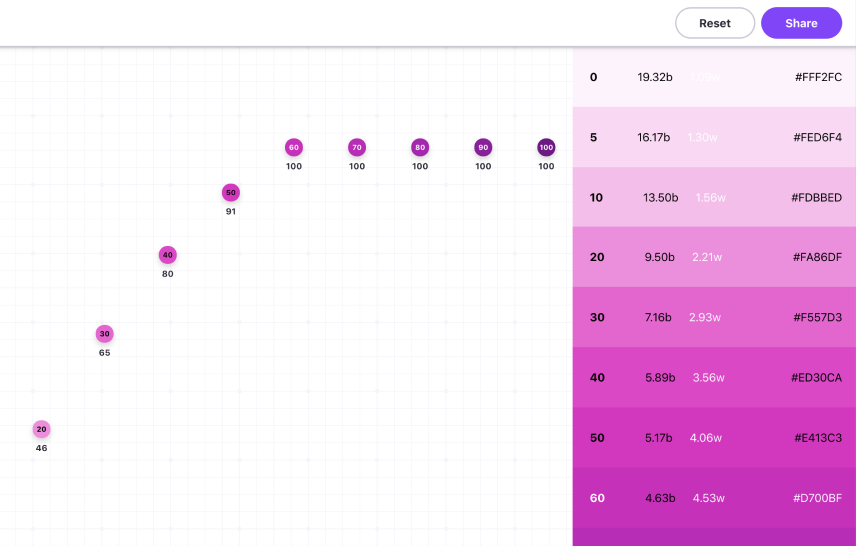 Reset Share
0 19.32b 1.09w #FFF2FC
5 16.17b 1.30w #FED6F4
60 70 80 90 100
100 100 100 100 100
50
91
10 13.50b 1.56w #FDBBED
40
80
20 9.50b 2.21w #FA86DF
30
65
30 7.16b 2.93w #F557D3
40 5.89b 3.56w #ED30CA
20
46
50 5.17b 4.06w #E413C3
60 4.63b 4.53w #D700BF